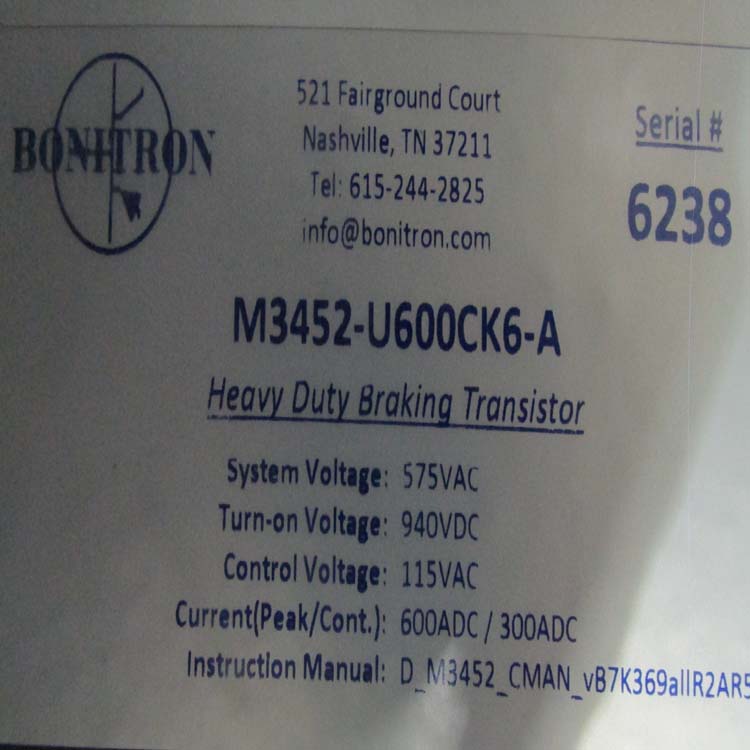 BONITRON
521 Fairground Court
Nashville, TN 37211
Tel: 615-244-2825
info@bonitron.com
Serial #
6238
M3452-U600CK6-A
Heavy Duty Braking Transistor
System Voltage: 575VAC
Turn-on Voltage: 940VDC
Control Voltage: 115VAC
Current(Peak/Cont.): 600ADC / 300ADC
Instruction Manual: D_M3452_CMAN_vB7K369allR2AR5